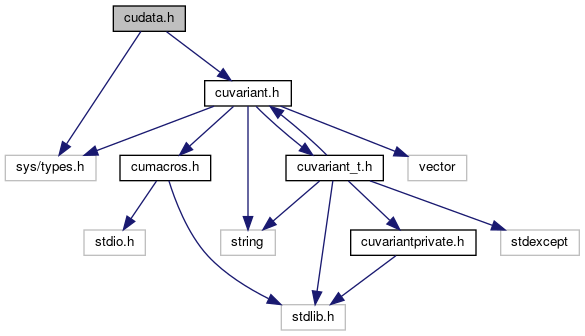 cudata.h
cuvariant.h
sys/types.h
cumacros.h
cuvariant_t.h
vector
stdio.h
string
cuvariantprivate.h
stdexcept
stdlib.h